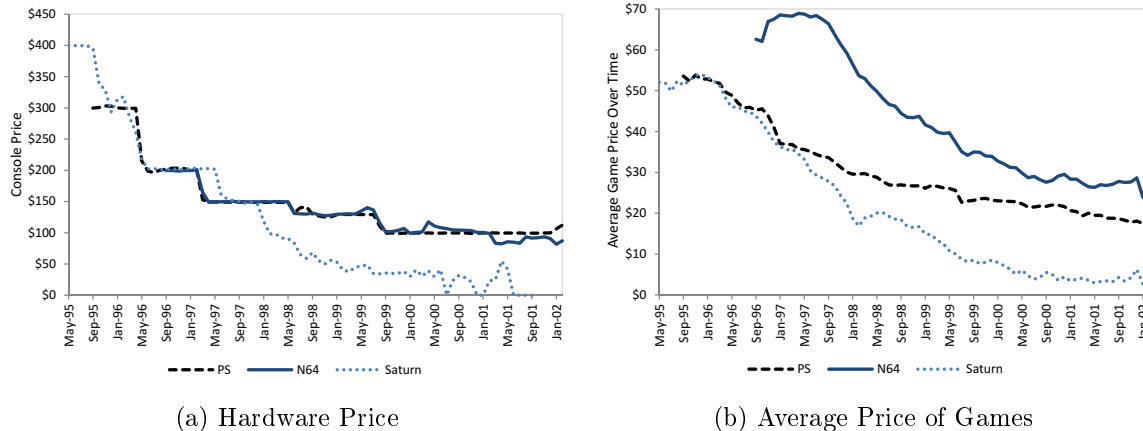 $450
$400
$350
$300
$250
$200
$150
$100
$50
$0
Console Price
May-95
Sep-95
Jan-96
May-96
Sep-96
Jan-97
May-97
Sep-97
Jan-98
May-98
Sep-98
Jan-99
May-99
Sep-99
Jan-00
May-00
Sep-00
Jan-01
May-01
Sep-01
Jan-02
PS N64 Saturn
(a) Hardware Price
$70
$60
$50
$40
$30
$20
$10
$0
Average Game Price Over Time
May-95
Sep-95
Jan-96
May-96
Sep-96
Jan-97
May-97
Sep-97
Jan-98
May-98
Sep-98
Jan-99
May-99
Sep-99
Jan-00
May-00
Sep-00
Jan-01
May-01
Sep-01
Jan-02
PS N64 Saturn
(b) Average Price of Games